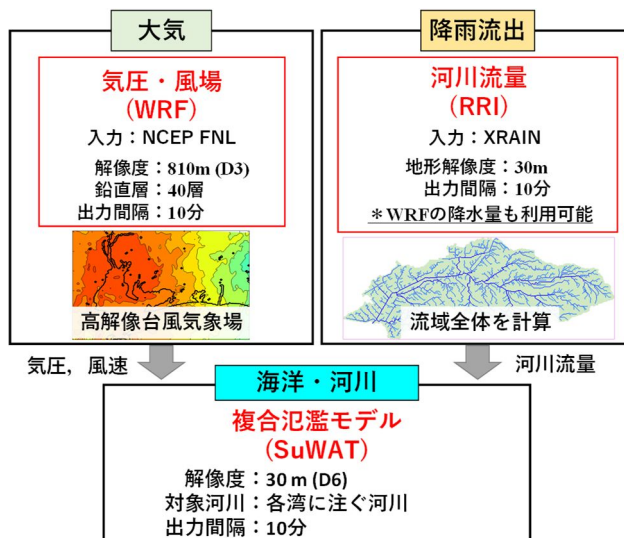 大気
気圧・風場
(WRF)
入力：NCEP FNL
解像度：810m (D3)
鉛直層：40層
出力間隔：10分
高解像台風気象場
降雨流出
河川流量
(RRI)
入力：XRAIN
地形解像度：30m
出力間隔：10分
＊WRFの降水量も利用可能
流域全体を計算
気圧，風速
河川流量
海洋・河川
複合氾濫モデル
(SuWAT)
解像度：30 m (D6)
対象河川：各湾に注ぐ河川
出力間隔：10分